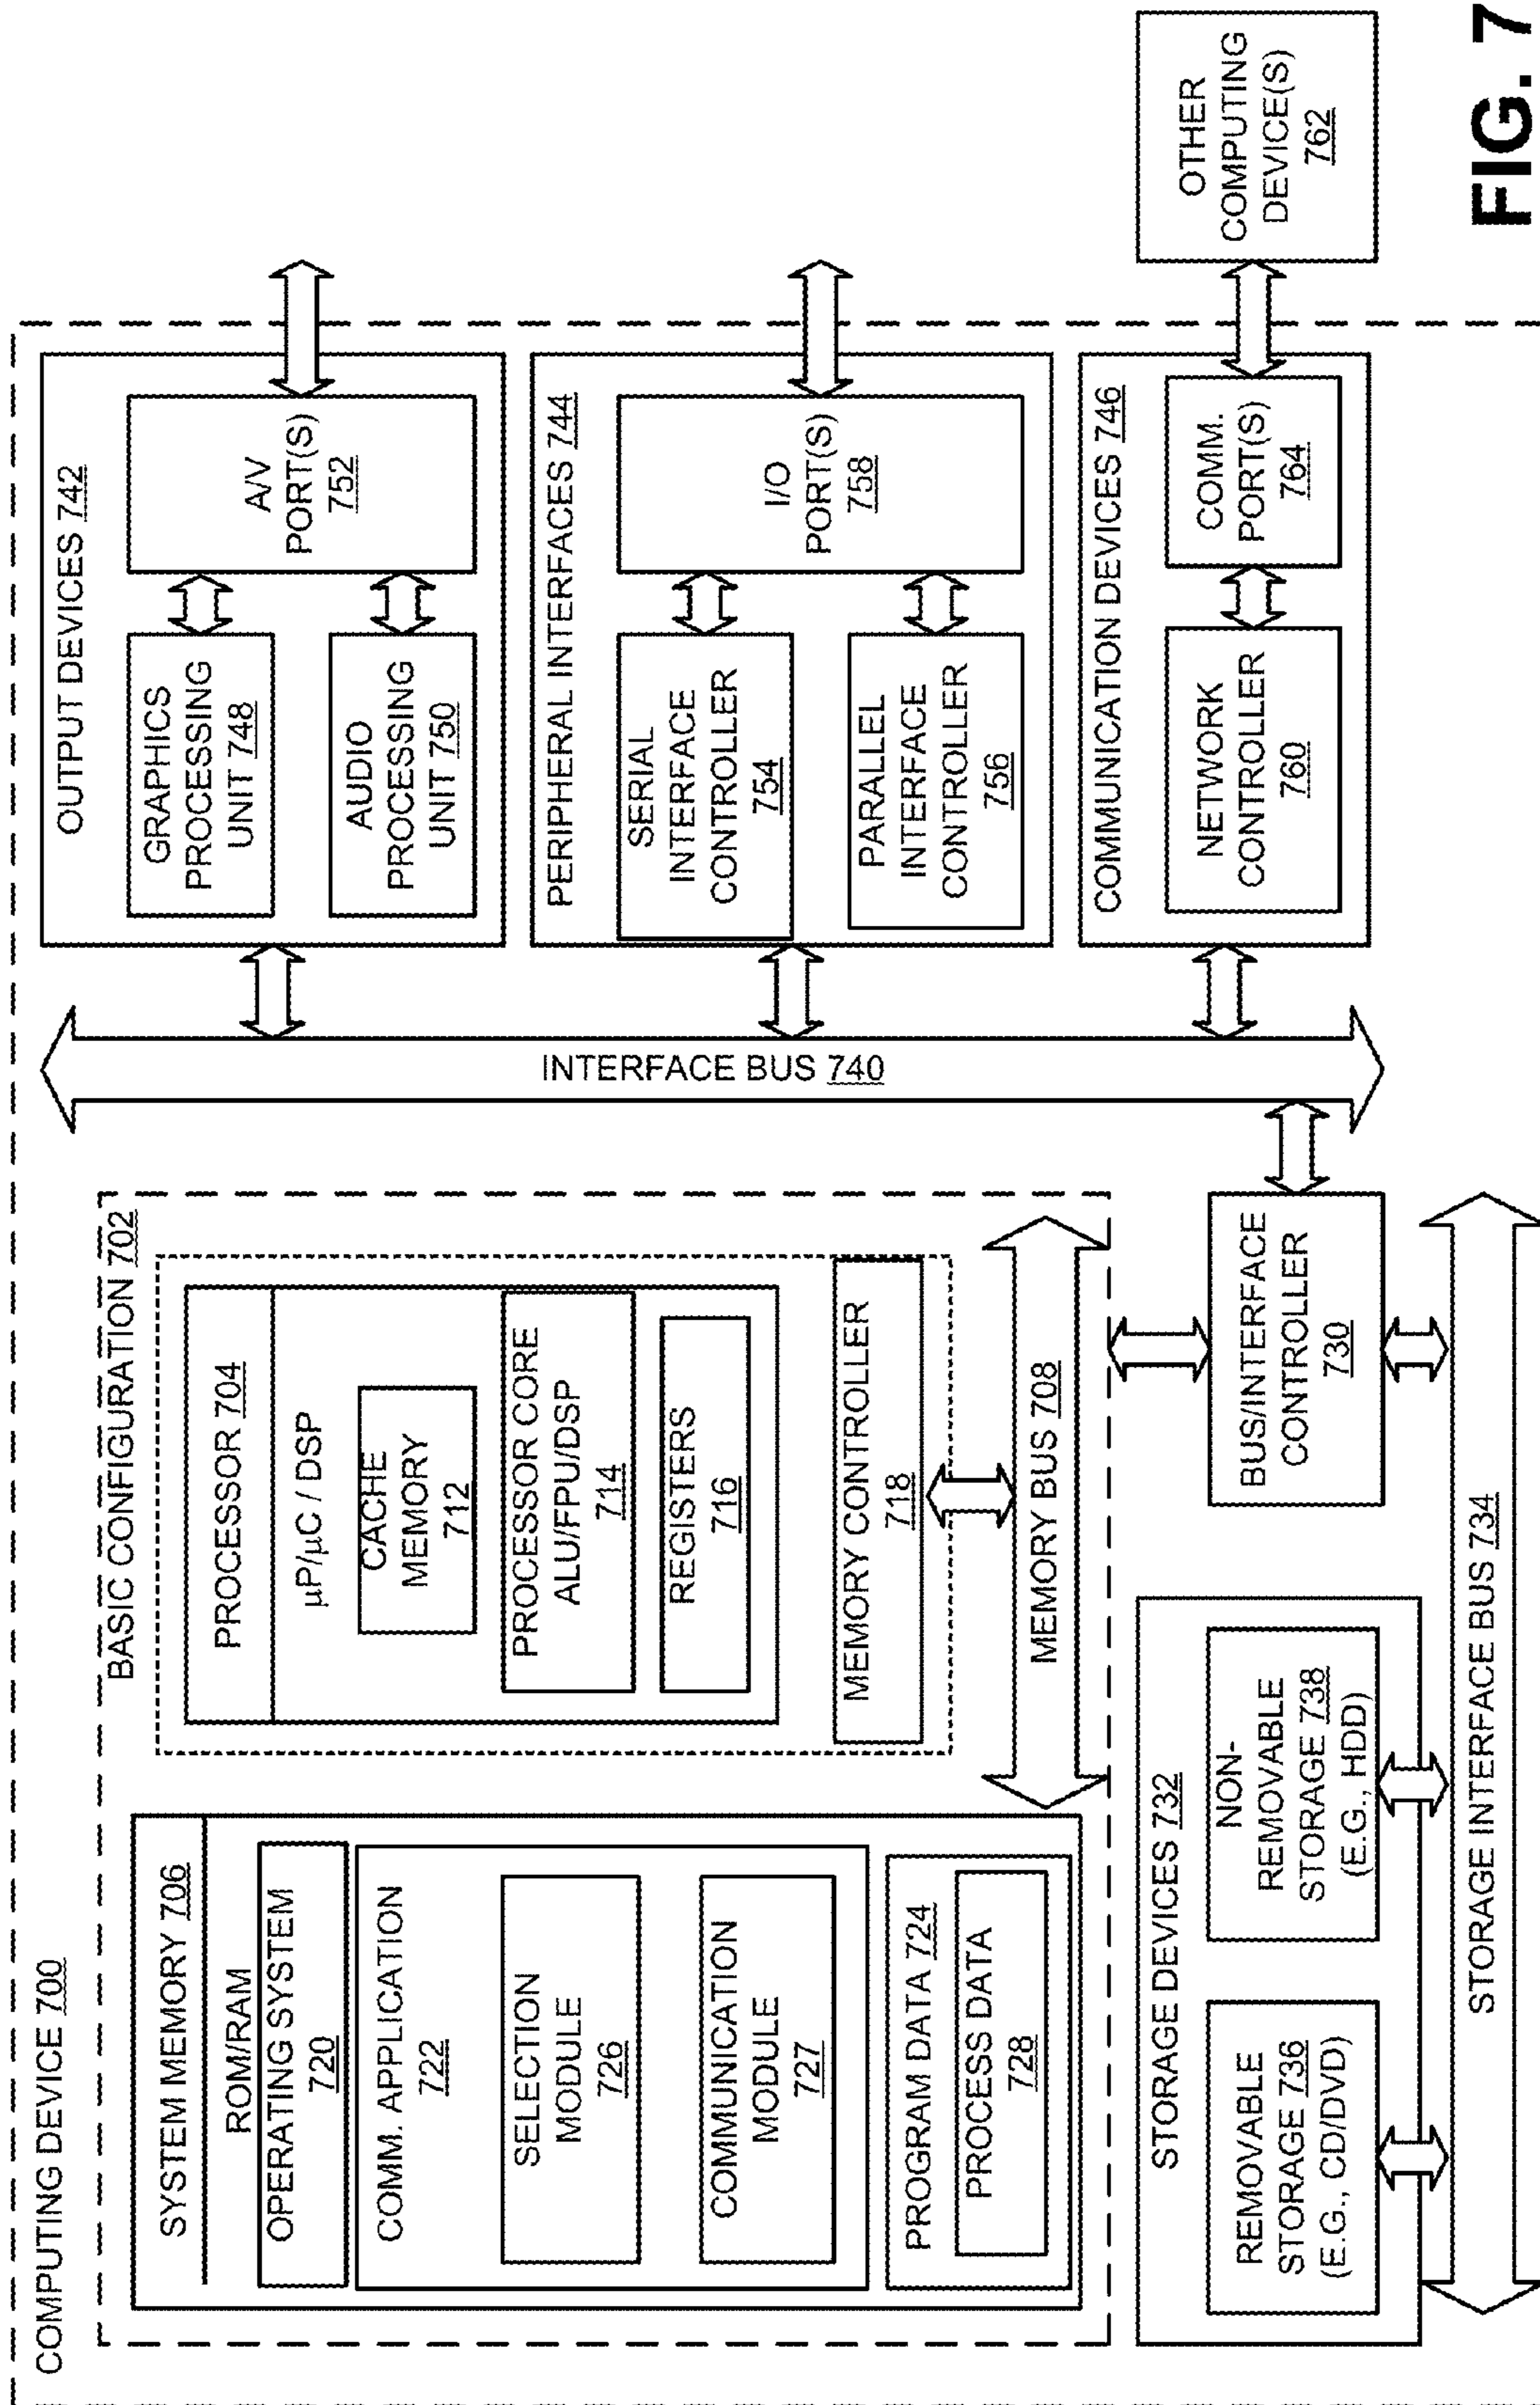 COMPUTING DEVICE 700
BASIC CONFIGURATION 702
SYSTEM MEMORY 706
ROM/RAM
OPERATING SYSTEM
720
COMM. APPLICATION
722
SELECTION
MODULE
726
COMMUNICATION
MODULE
727
PROGRAM DATA 724
PROCESS DATA
728
PROCESSOR 704
µP/µC / DSP
CACHE
MEMORY
712
PROCESSOR CORE
ALU/FPU/DSP
714
REGISTERS
716
MEMORY CONTROLLER
718
MEMORY BUS 708
BUS/INTERFACE
CONTROLLER
730
STORAGE DEVICES 732
REMOVABLE
STORAGE 736
(E.G., CD/DVD)
NON-
REMOVABLE
STORAGE 738
(E.G., HDD)
STORAGE INTERFACE BUS 734
INTERFACE BUS 740
OUTPUT DEVICES 742
GRAPHICS
PROCESSING
UNIT 748
AUDIO
PROCESSING
UNIT 750
A/V
PORT(S)
752
PERIPHERAL INTERFACES 744
SERIAL
INTERFACE
CONTROLLER
754
PARALLEL
INTERFACE
CONTROLLER
756
I/O
PORT(S)
758
COMMUNICATION DEVICES 746
NETWORK
CONTROLLER
760
COMM.
PORT(S)
764
OTHER
COMPUTING
DEVICE(S)
762
FIG. 7